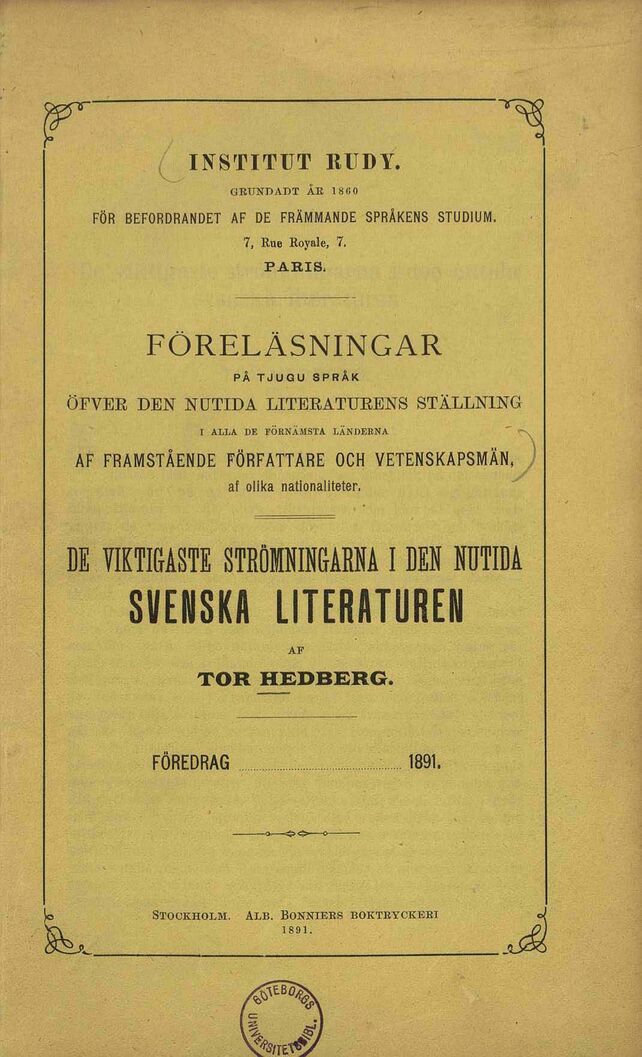 INSTITUT RUDY.
GRUNDADT ÅR 1860
FÖR BEFORDRANDET AF DE FRÄMMANDE SPRÅKENS STUDIUM.
7, Rue Royale, 7.
PARIS.
FÖRELÄSNINGAR
PÅ TJUGU SPRÅK
ÖFVER DEN NUTIDA LITERATURENS STÄLLNING
I ALLA DE FÖRNÄMSTA LÄNDERNA
AF FRAMSTÅENDE FÖRFATTARE OCH VETENSKAPSMÄN,
af olika nationaliteter.
DE VIKTIGASTE STRÖMNINGARNA I DEN NUTIDA
SVENSKA LITERATUREN
AF
TOR HEDBERG.
FÖREDRAG ........................ 1891.
STOCKHOLM. ALB. BONNIERS BOKTRYCKERI
1891.
GÖTEBORGS
UNIVERSITETSBIBL.